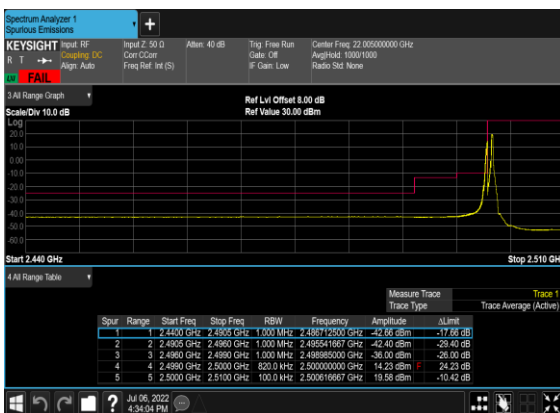 Spectrum Analyzer 1
Spurious Emissions
+
KEYSIGHT Input: RF Input Z: 50 Ω Atten: 40 dB Trig: Free Run Center Freq: 22.005000000 GHz
R T Coupling: DC Corr CCorr Gate: Off Avg|Hold: 1000/1000
Align: Auto Freq Ref: Int (S) IF Gain: Low Radio Std: None
FAIL
3 All Range Graph
Ref Lvl Offset 8.00 dB
Scale/Div 10.0 dB Ref Value 30.00 dBm
Log
20.0
10.0
0.00
-10.0
-20.0
-30.0
-40.0
-50.0
-60.0
Start 2.440 GHz Stop 2.510 GH
4 All Range Table
Measure Trace Trace 1
Trace Type Trace Average (Active)
Spur Range Start Freq Stop Freq RBW Frequency Amplitude ΔLimit
1 1 2.4400 GHz 2.4905 GHz 1.000 MHz 2.486712500 GHz -42.66 dBm -17.66 dB
2 2 2.4905 GHz 2.4960 GHz 1.000 MHz 2.495541667 GHz -42.40 dBm -29.40 dB
3 3 2.4960 GHz 2.4990 GHz 1.000 MHz 2.498985000 GHz -36.00 dBm -26.00 dB
4 4 2.4990 GHz 2.5000 GHz 820.0 kHz 2.500000000 GHz 14.23 dBm F 24.23 dB
5 5 2.5000 GHz 2.5100 GHz 100.0 kHz 2.500616667 GHz 19.58 dBm -10.42 dB
? Jul 06, 2022
4:34:04 PM